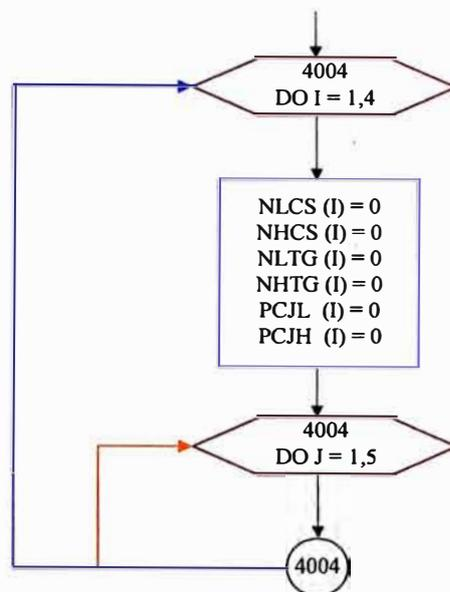 4004
DO I = 1,4
NLCS (I) = 0
NHCS (I) = 0
NLTG (I) = 0
NHTG (I) = 0
PCJL (I) = 0
PCJH (I) = 0
4004
DO J = 1,5
4004